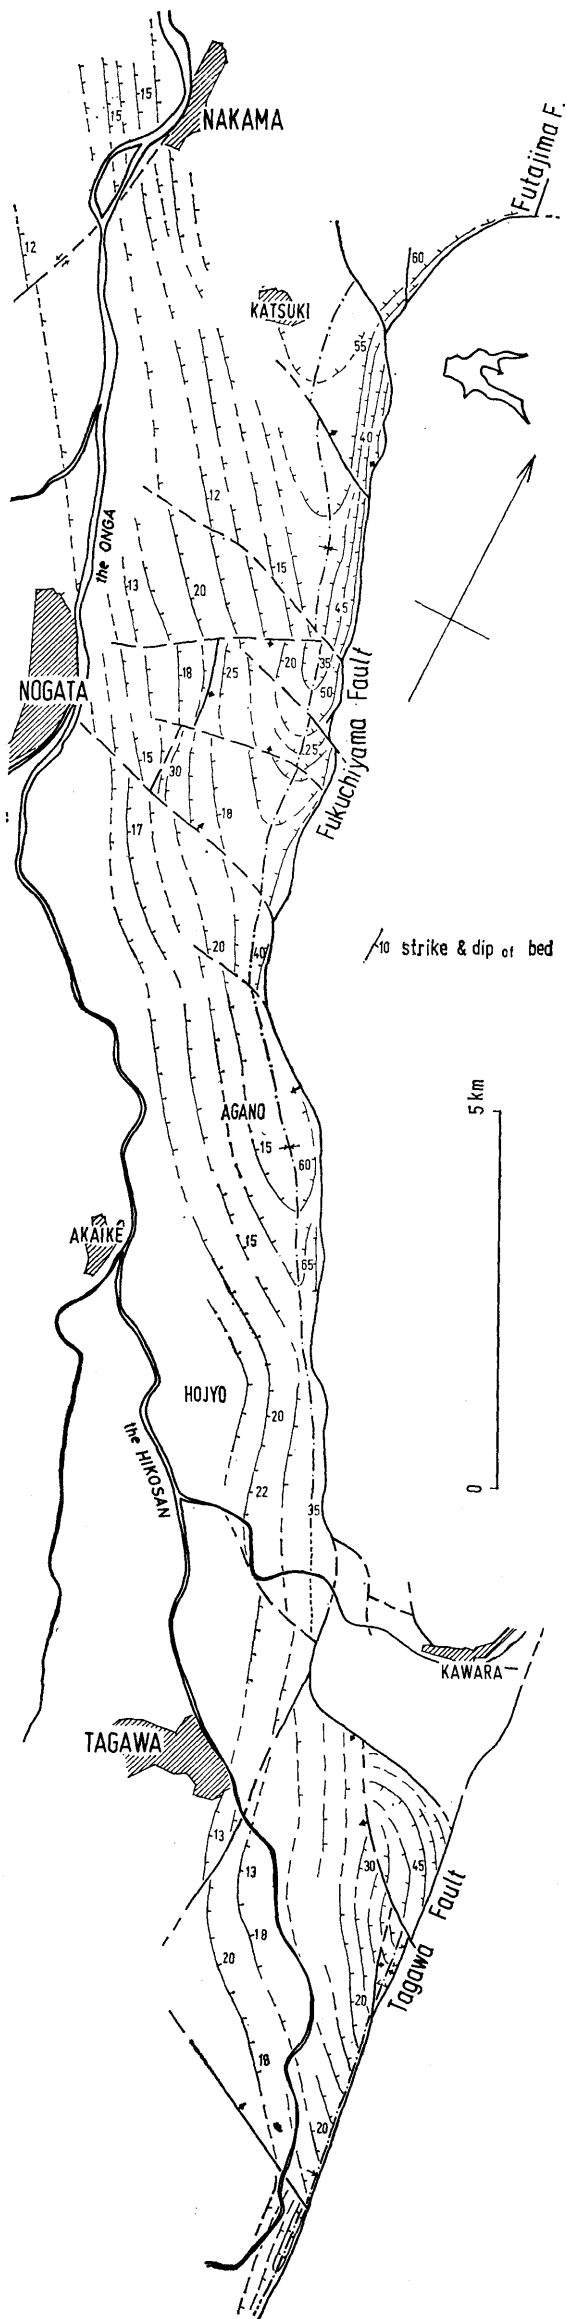 15
15
NAKAMA
Futajima F.
12
60
KATSUKI
55
40
12
the ONGA
15
13
20
45
20
35
18
25
50
NOGATA
25
15
30
Fukuchiyama Fault
18
17
20
40
10 strike & dip of bed
5 km
AGANO
15
60
AKAIKE
15
65
HOJYO
20
the HIKOSAN
22
35
0
KAWARA
TAGAWA
13
13
30
45
18
20
Tagawa Fault
20
18
20